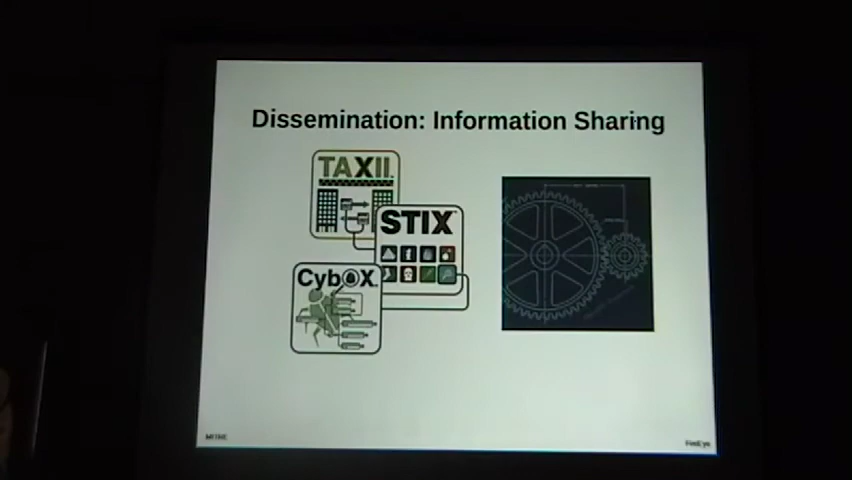 Dissemination: Information Sharing
TAXII
STIX
CybOX
MITRE
FireEye